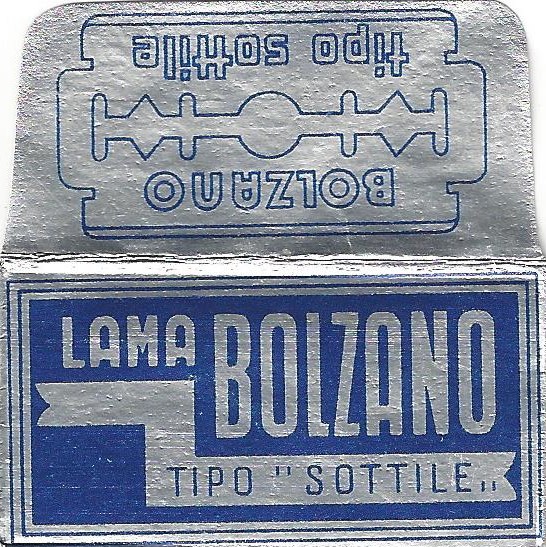 tipo sottile
BOLZANO
LAMA BOLZANO
TIPO " SOTTILE „